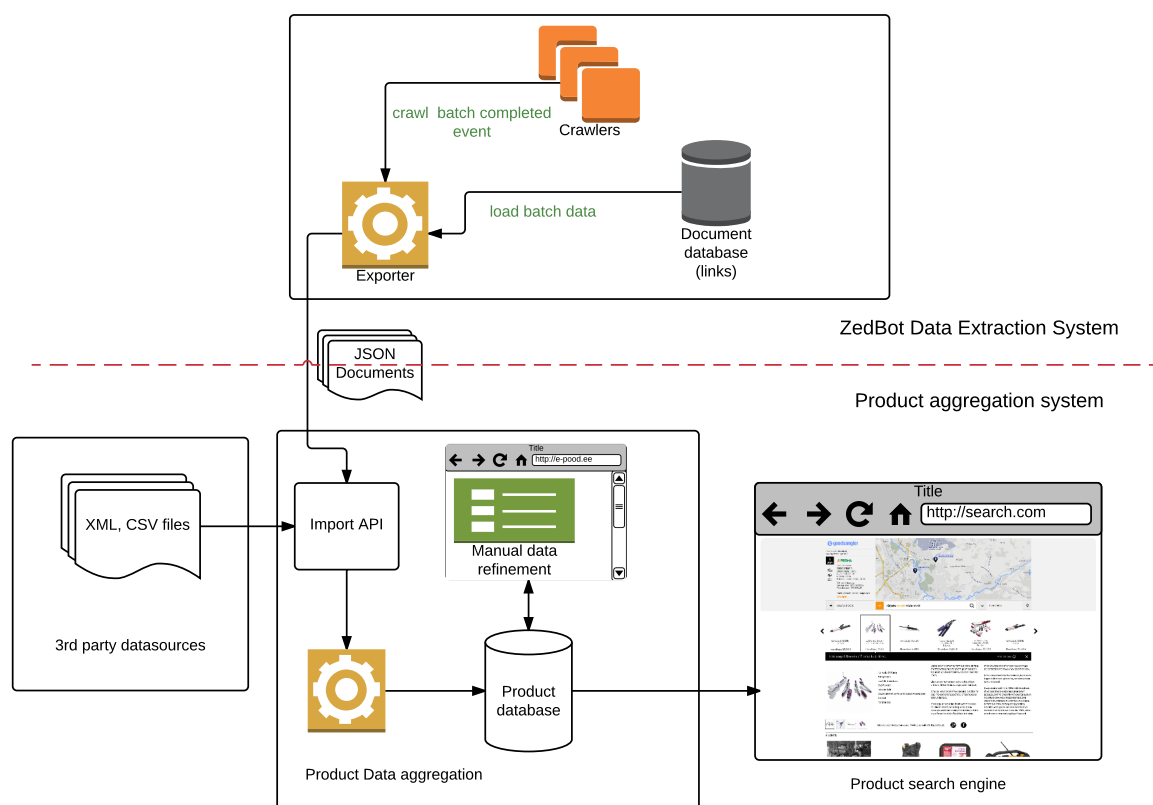 crawl batch completed
event
Crawlers
load batch data
Document
database
(links)
Exporter
ZedBot Data Extraction System
JSON
Documents
Product aggregation system
Title
http://e-pood.ee
XML, CSV files
Import API
Manual data
refinement
Title
http://search.com
3rd party datasources
Product
database
Product Data aggregation
Product search engine